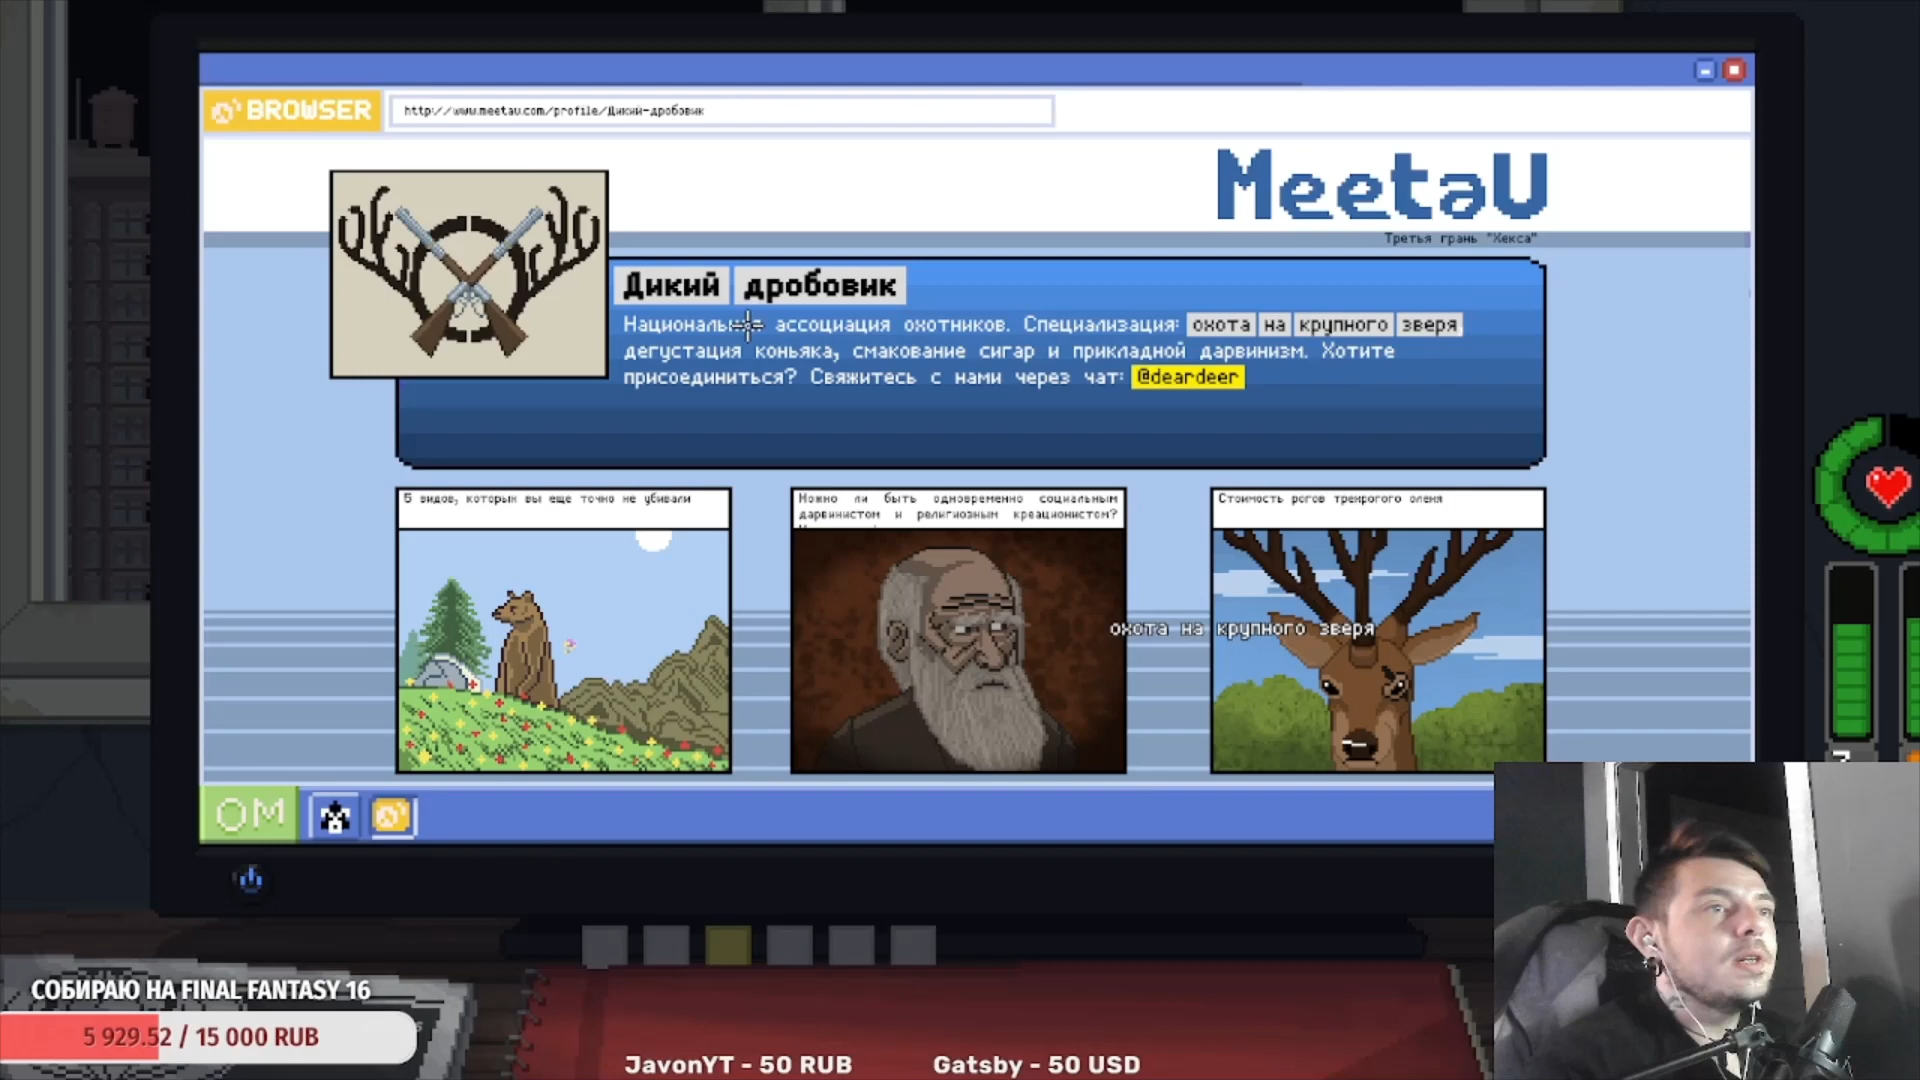 BROWSER
http://www.meetau.com/profile/Дикий-дробовик
MeetaU
Третья грань "Хекса"
Дикий дробовик
ассоциация охотников. Специализация: охота на крупного зверя
дегустация коньяка, смакование сигар и прикладной дарвинизм. Хотите
присоединиться? Свяжитесь с нами через чат: @deardeer
5 видов, которых вы еще точно не убивали
Можно ли быть одновременно социальным
дарвинистом и религиозным креационистом?
Стоимость рогов трехрогого оленя
охота на крупного зверя
OM
СОБИРАЮ НА FINAL FANTASY 16
5 929.52 / 15 000 RUB
JavonYT - 50 RUB
Gatsby - 50 USD